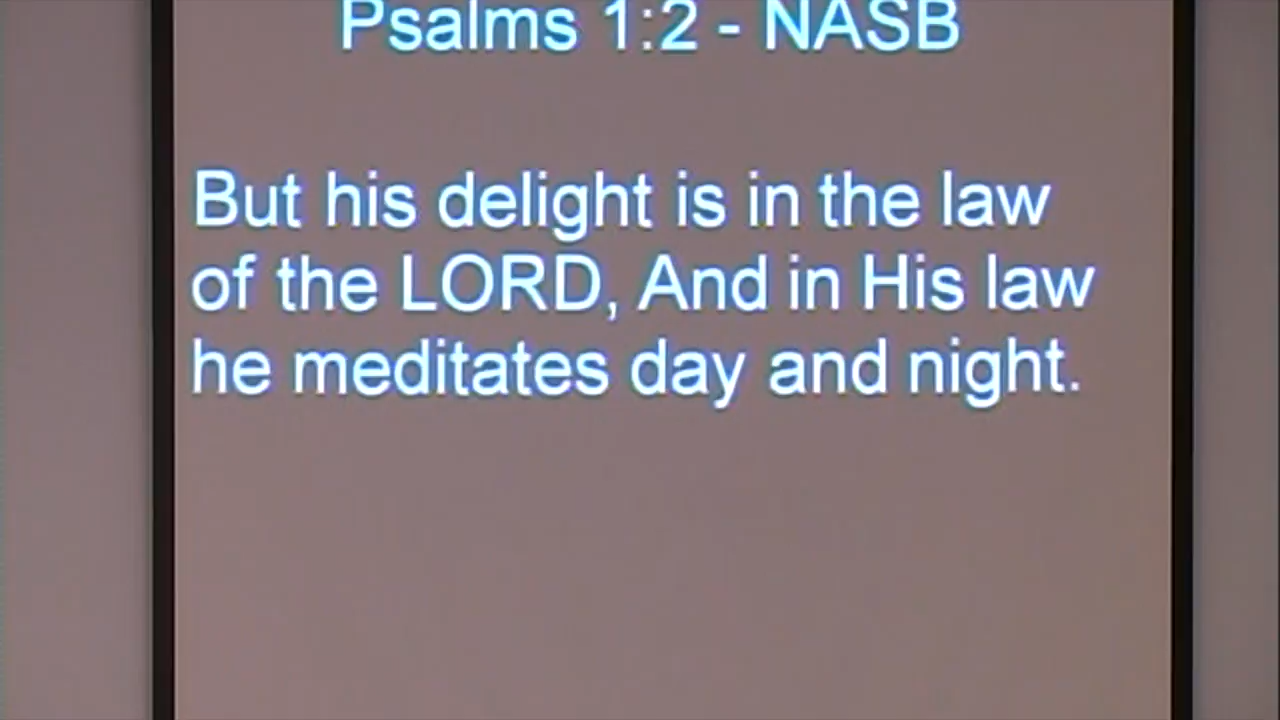 Psalms 1:2 - NASB
But his delight is in the law
of the LORD, And in His law
he meditates day and night.